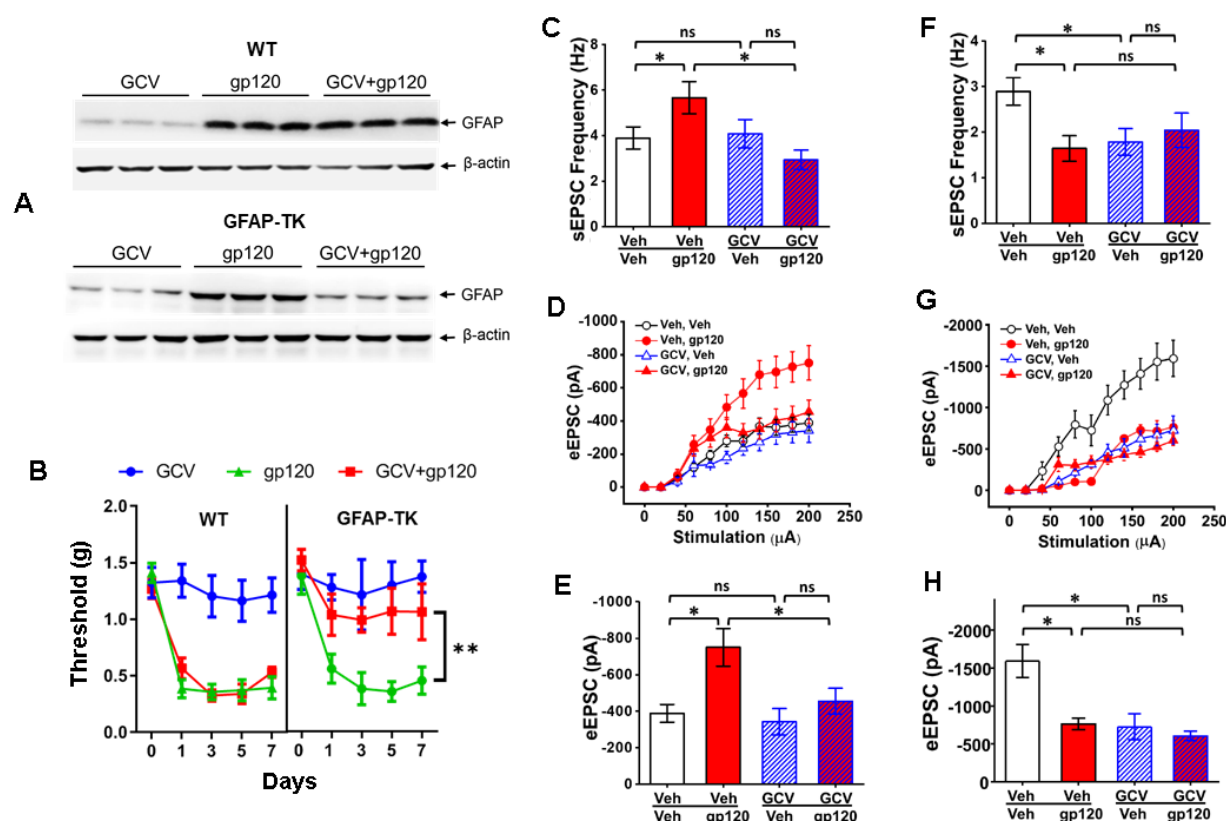 A
WT
GCV gp120 GCV+gp120
GFAP
β-actin
GFAP-TK
GCV gp120 GCV+gp120
GFAP
β-actin
B
GCV gp120 GCV+gp120
WT GFAP-TK
Threshold (g)
2.0
1.5
1.0
0.5
0.0
**
0 1 3 5 7 0 1 3 5 7
Days
C
sEPSC Frequency (Hz)
8
6
4
2
0
ns ns
* *
Veh Veh GCV GCV
Veh gp120 Veh gp120
D
eEPSC (pA)
-1000
-800
-600
-400
-200
0
Veh, Veh
Veh, gp120
GCV, Veh
GCV, gp120
0 50 100 150 200 250
Stimulation (μA)
E
eEPSC (pA)
-1000
-800
-600
-400
-200
0
ns ns
* *
Veh Veh GCV GCV
Veh gp120 Veh gp120
F
sEPSC Frequency (Hz)
4
3
2
1
0
* ns
* ns
Veh Veh GCV GCV
Veh gp120 Veh gp120
G
eEPSC (pA)
-2000
-1500
-1000
-500
0
Veh, Veh
Veh, gp120
GCV, Veh
GCV, gp120
0 50 100 150 200 250
Stimulation (μA)
H
eEPSC (pA)
-2000
-1500
-1000
-500
0
* ns
* ns
Veh Veh GCV GCV
Veh gp120 Veh gp120